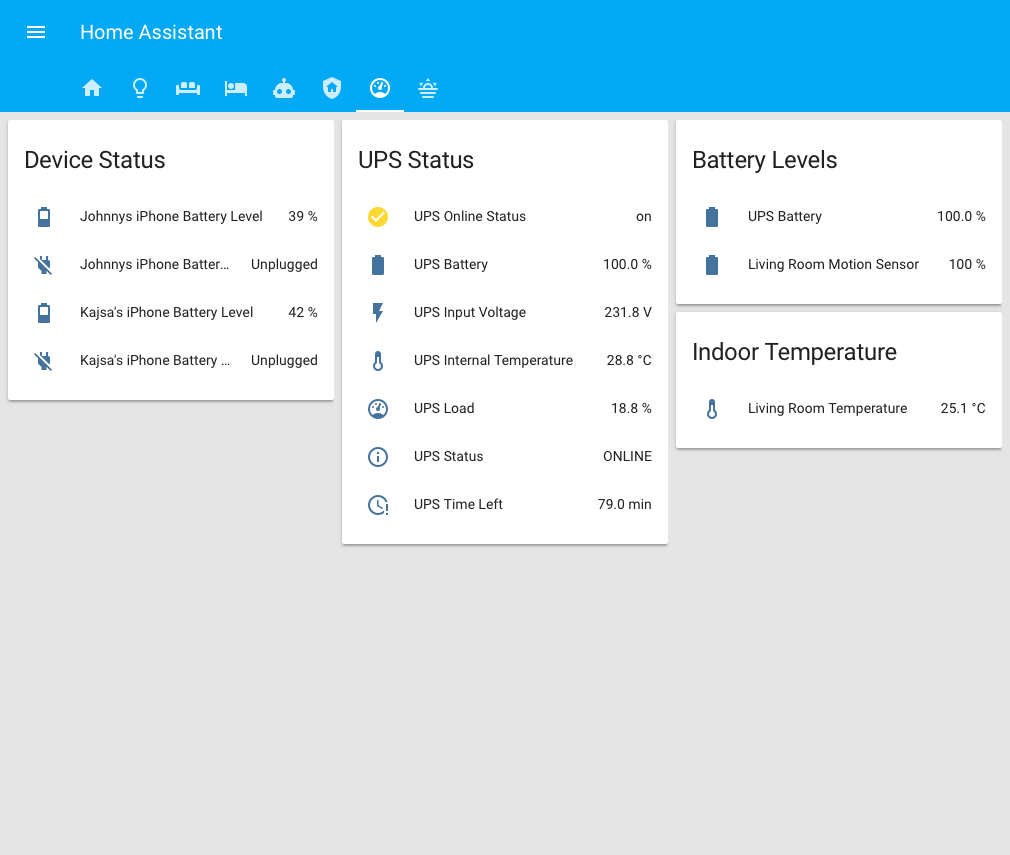 Home Assistant
Device Status
Johnnys iPhone Battery Level 39 %
Johnnys iPhone Batter... Unplugged
Kajsa's iPhone Battery Level 42 %
Kajsa's iPhone Battery ... Unplugged
UPS Status
UPS Online Status on
UPS Battery 100.0 %
UPS Input Voltage 231.8 V
UPS Internal Temperature 28.8 °C
UPS Load 18.8 %
UPS Status ONLINE
UPS Time Left 79.0 min
Battery Levels
UPS Battery 100.0 %
Living Room Motion Sensor 100 %
Indoor Temperature
Living Room Temperature 25.1 °C